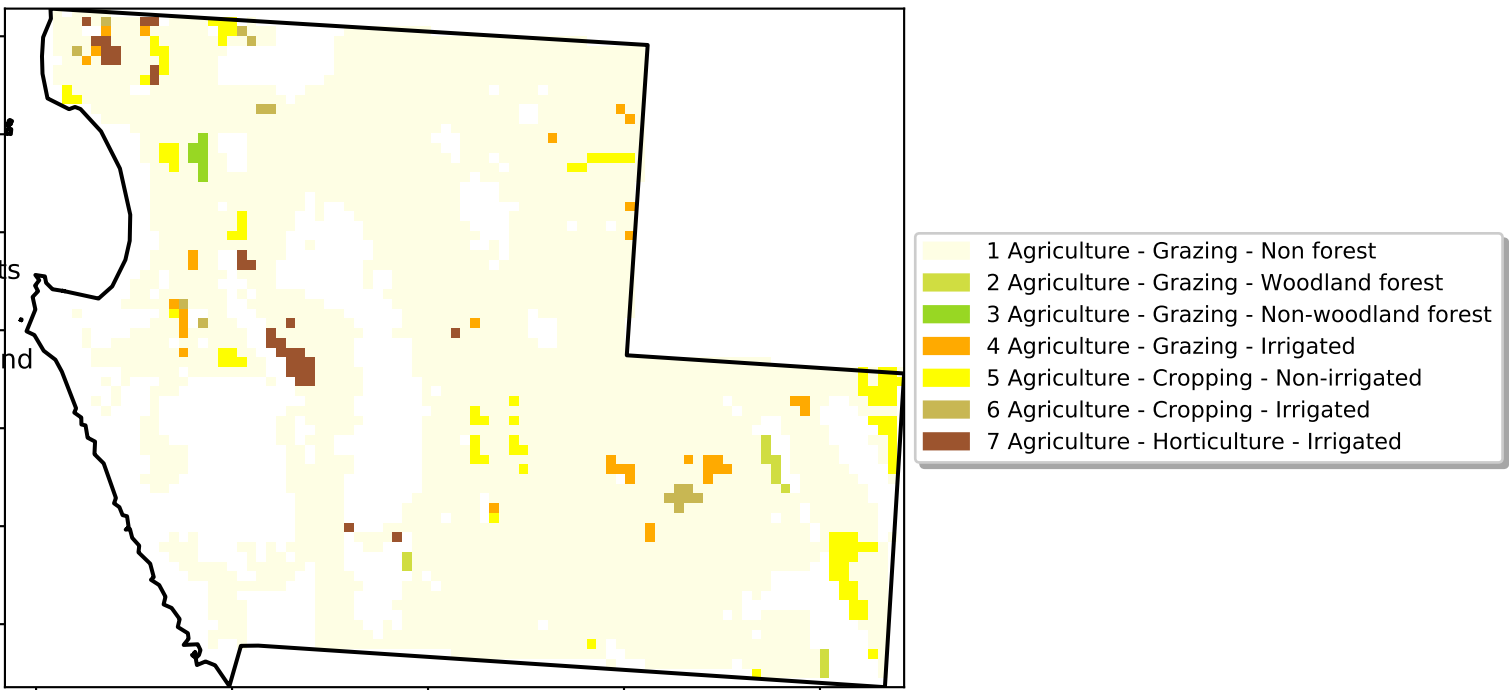 ts
nd
1 Agriculture - Grazing - Non forest
2 Agriculture - Grazing - Woodland forest
3 Agriculture - Grazing - Non-woodland forest
4 Agriculture - Grazing - Irrigated
5 Agriculture - Cropping - Non-irrigated
6 Agriculture - Cropping - Irrigated
7 Agriculture - Horticulture - Irrigated